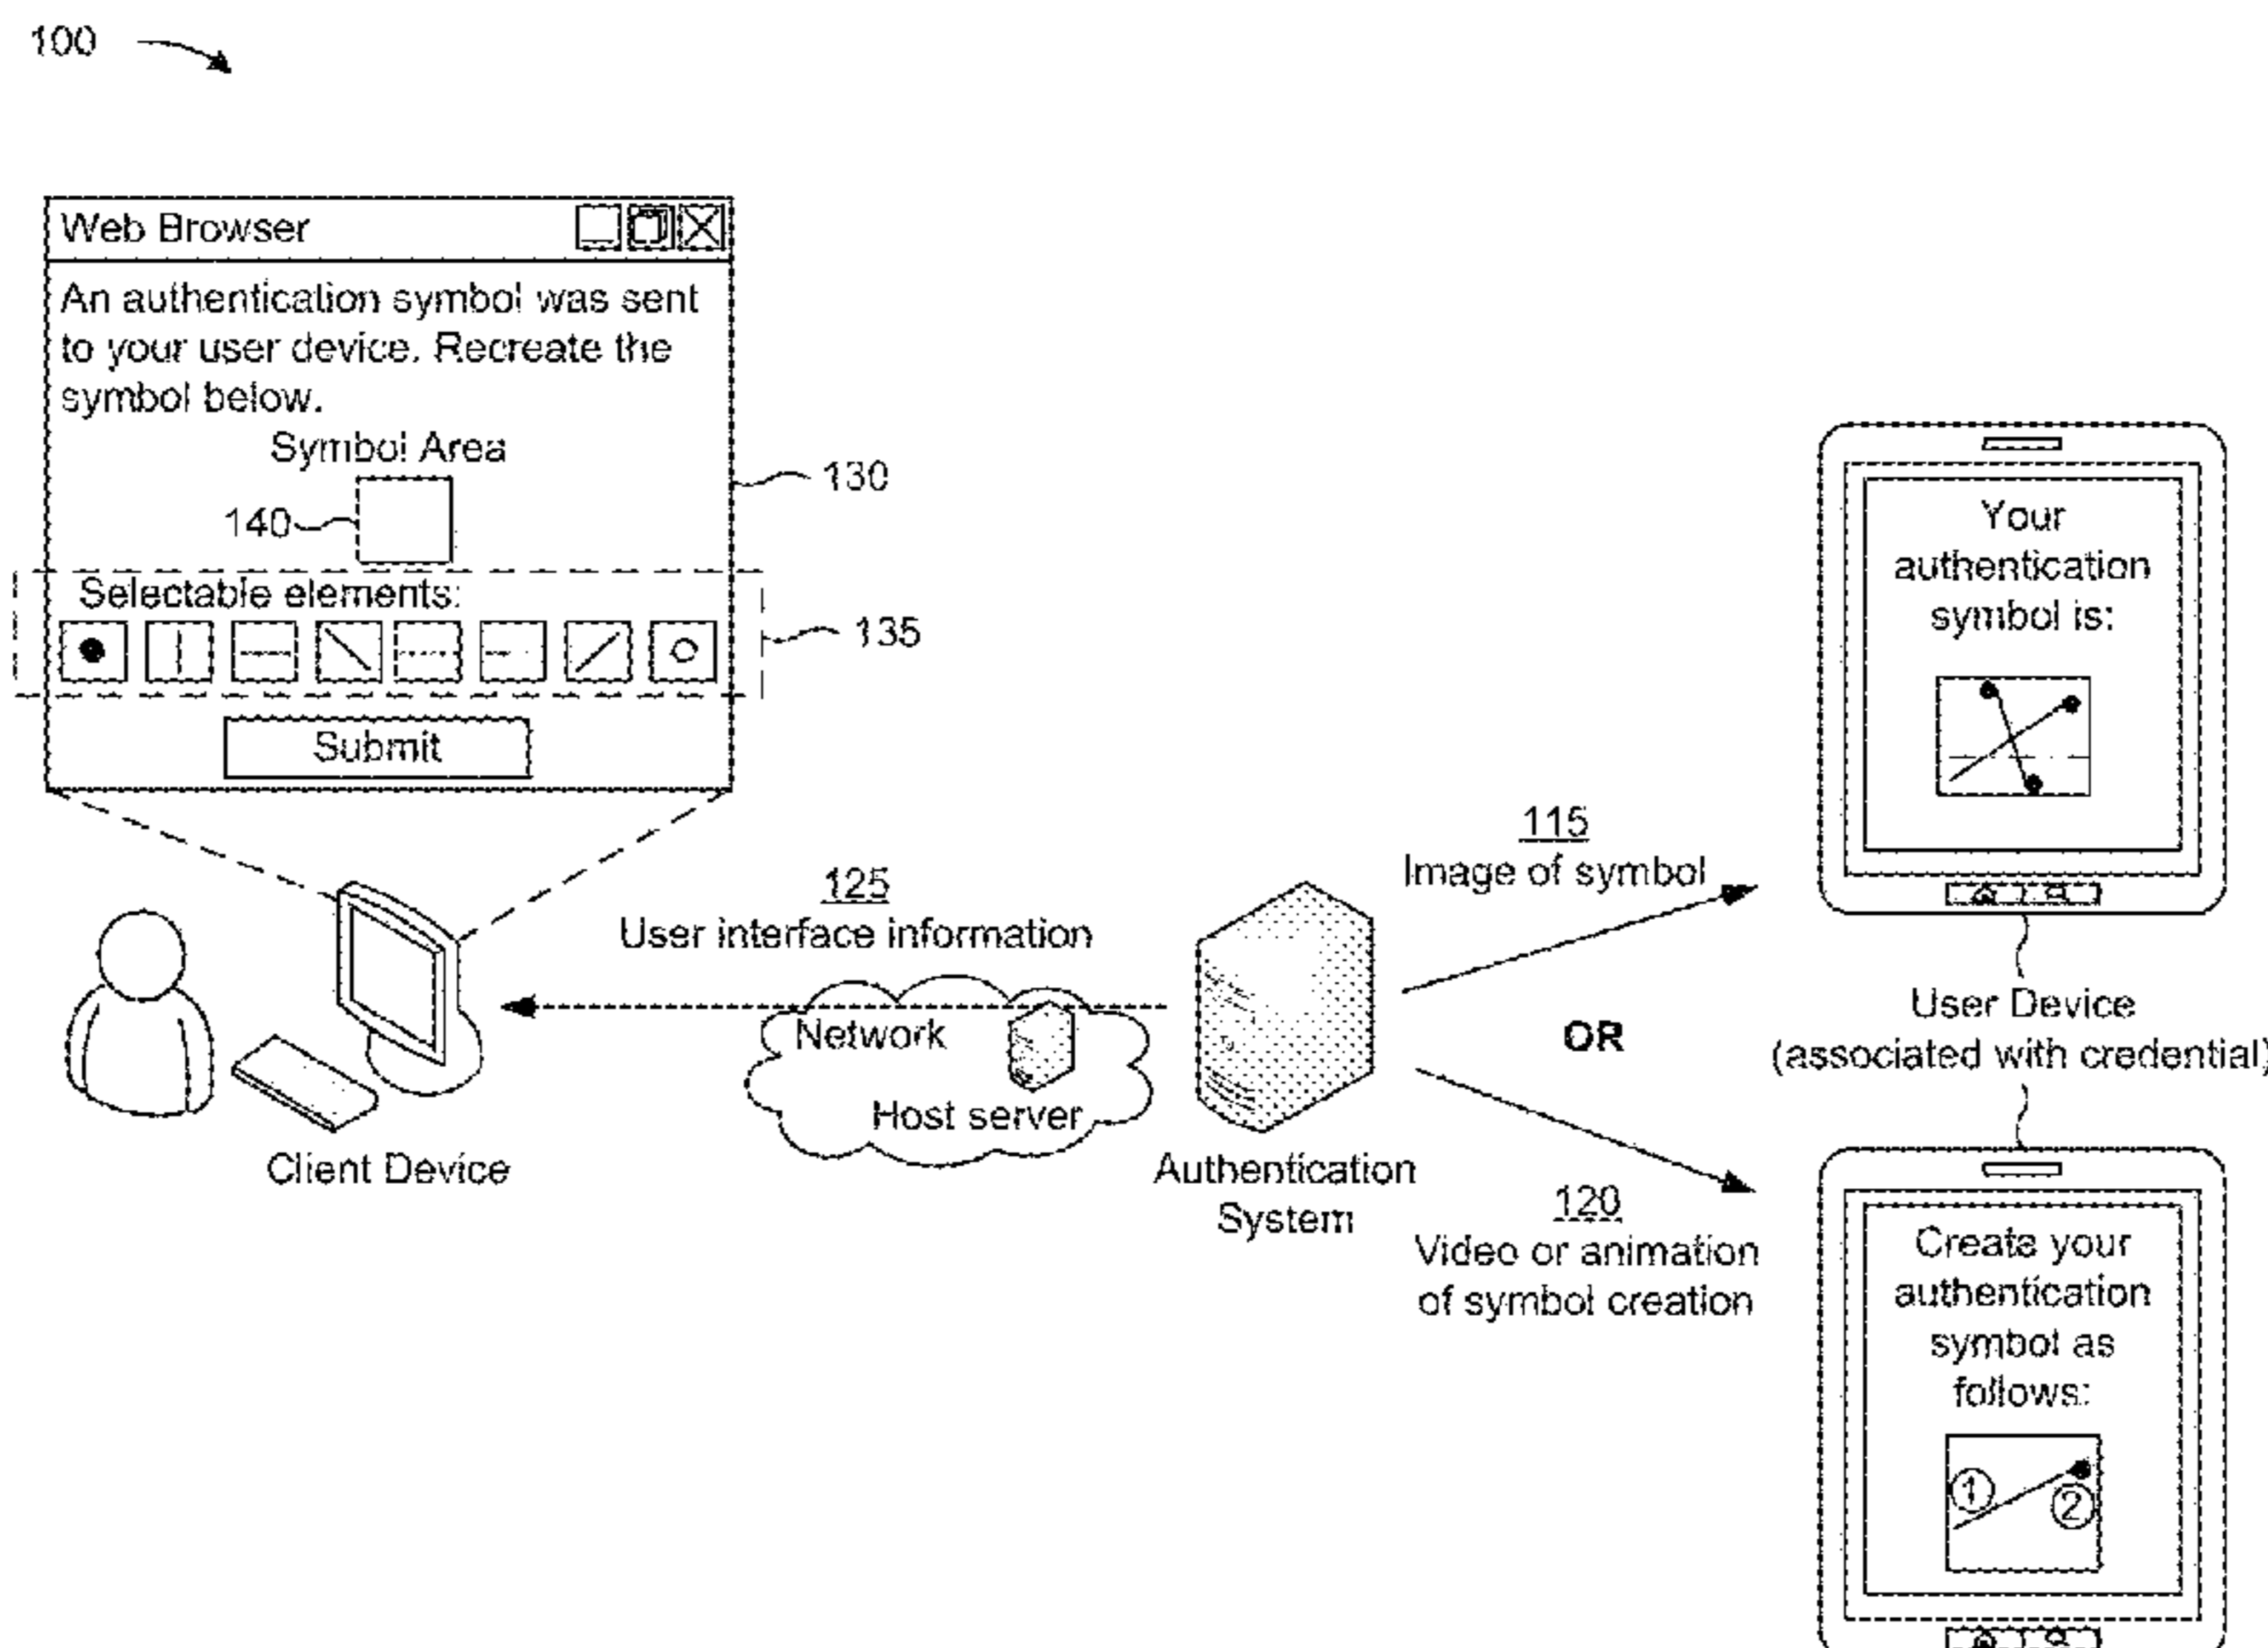 100
Web Browser
An authentication symbol was sent
to your user device. Recreate the
symbol below.
Symbol Area
130
140
Selectable elements:
135
Submit
Your
authentication
symbol is:
115
Image of symbol
125
User interface information
Network
Host server
Client Device
Authentication
System
OR
User Device
(associated with credential)
120
Video or animation
of symbol creation
Create your
authentication
symbol as
follows:
1
2